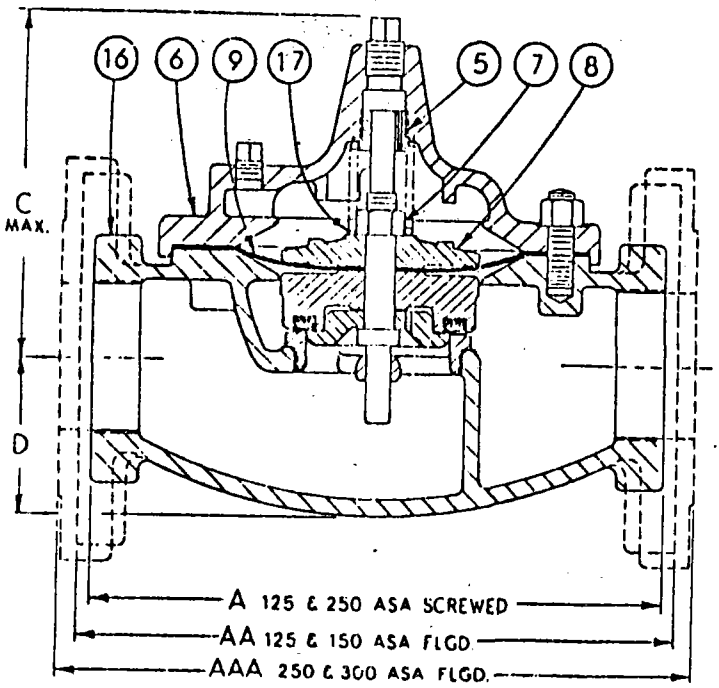 16 6 9 17 5 7 8
C
MAX.
D
A 125 & 250 ASA SCREWED
AA 125 & 150 ASA FLGD.
AAA 250 & 300 ASA FLGD.